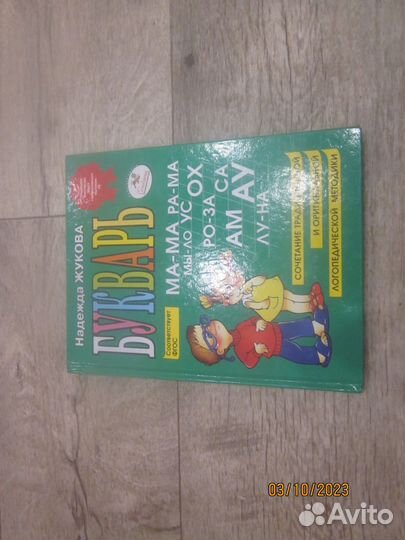 Надежда ЖУКОВА
БУКВАРЬ
Соответствует
ФГОС
МА-МА РА-МА
МЫ-ЛО УС ОХ
РО-ЗА СА
АМ АУ
ЛУ-НА
СОЧЕТАНИЕ ТРАДИЦИОННОЙ
И ОРИГИНАЛЬНОЙ
ЛОГОПЕДИЧЕСКОЙ МЕТОДИКИ
03/10/2023
Avito